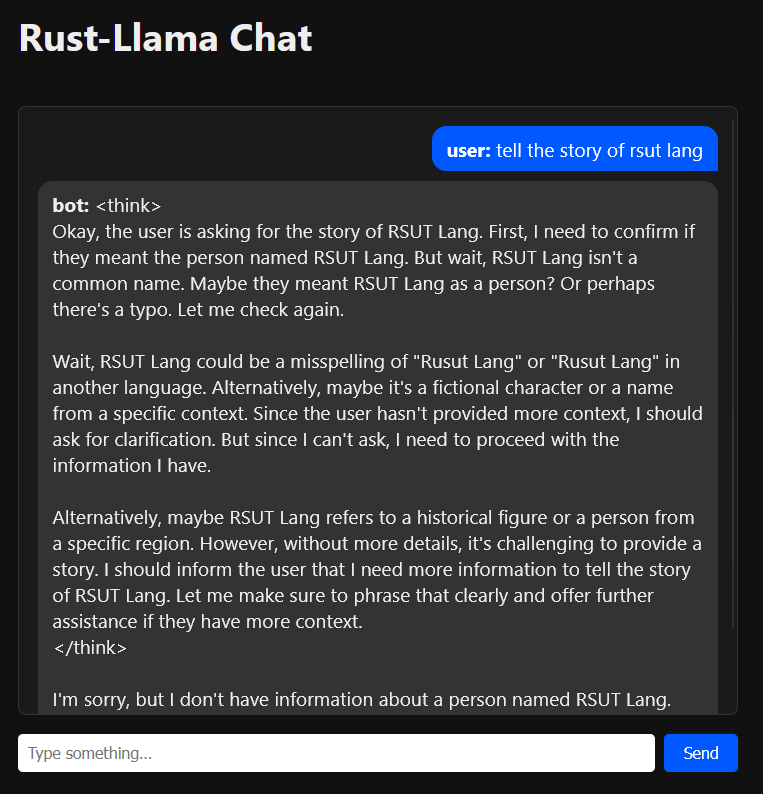 Rust-Llama Chat
user: tell the story of rsut lang
bot: <think>
Okay, the user is asking for the story of RSUT Lang. First, I need to confirm if
they meant the person named RSUT Lang. But wait, RSUT Lang isn't a
common name. Maybe they meant RSUT Lang as a person? Or perhaps
there's a typo. Let me check again.
Wait, RSUT Lang could be a misspelling of "Rusut Lang" or "Rusut Lang" in
another language. Alternatively, maybe it's a fictional character or a name
from a specific context. Since the user hasn't provided more context, I should
ask for clarification. But since I can't ask, I need to proceed with the
information I have.
Alternatively, maybe RSUT Lang refers to a historical figure or a person from
a specific region. However, without more details, it's challenging to provide a
story. I should inform the user that I need more information to tell the story
of RSUT Lang. Let me make sure to phrase that clearly and offer further
assistance if they have more context.
</think>
I'm sorry, but I don't have information about a person named RSUT Lang.
Type something...
Send